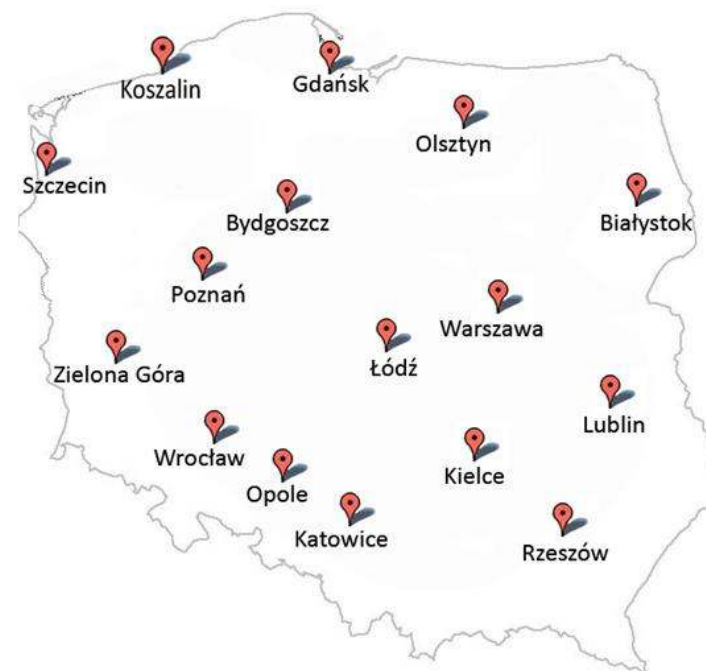 Koszalin
Gdańsk
Olsztyn
Szczecin
Bydgoszcz
Białystok
Poznań
Warszawa
Zielona Góra
Łódź
Lublin
Wrocław
Opole
Kielce
Katowice
Rzeszów